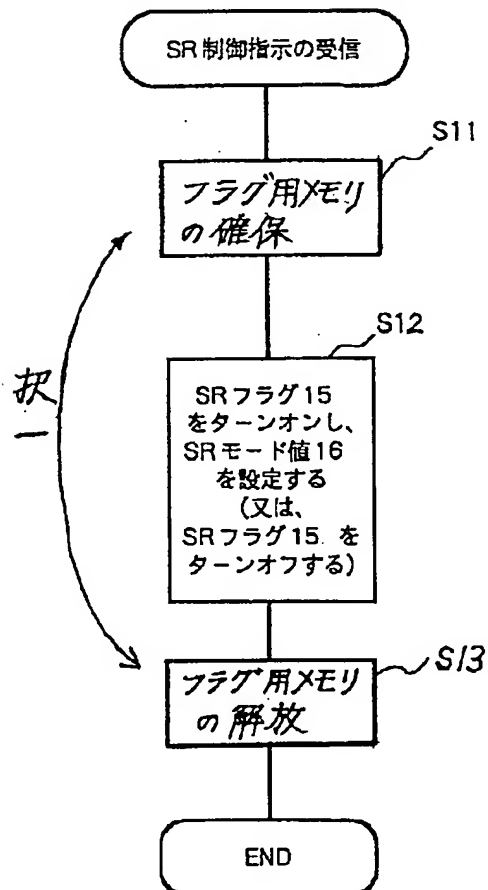 SR制御指示の受信
S11
フラグ用メモリ
の確保
S12
SRフラグ15
をターンオンし、
SRモード値16
を設定する
(又は、
SRフラグ15.を
ターンオフする)
択
一
S13
フラグ用メモリ
の解放
END